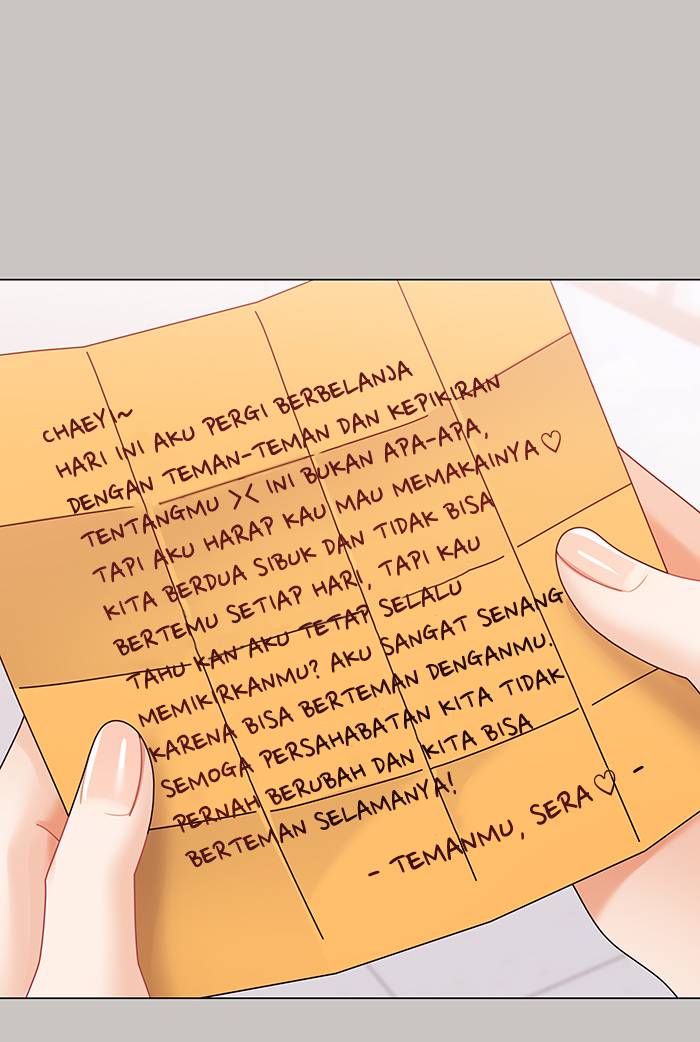 CHAEY~
HARI INI AKU PERGI BERBELANJA
DENGAN TEMAN-TEMAN DAN KEPIKIRAN
TENTANGMU >< INI BUKAN APA-APA,
TAPI AKU HARAP KAU MAU MEMAKAINYA♡
KITA BERDUA SIBUK DAN TIDAK BISA
BERTEMU SETIAP HARI, TAPI KAU
TAHU KAN AKU TETAP SELALU
MEMIKIRKANMU? AKU SANGAT SENANG
KARENA BISA BERTEMAN DENGANMU.
SEMOGA PERSAHABATAN KITA TIDAK
PERNAH BERUBAH DAN KITA BISA
BERTEMAN SELAMANYA!
- TEMANMU, SERA♡ -